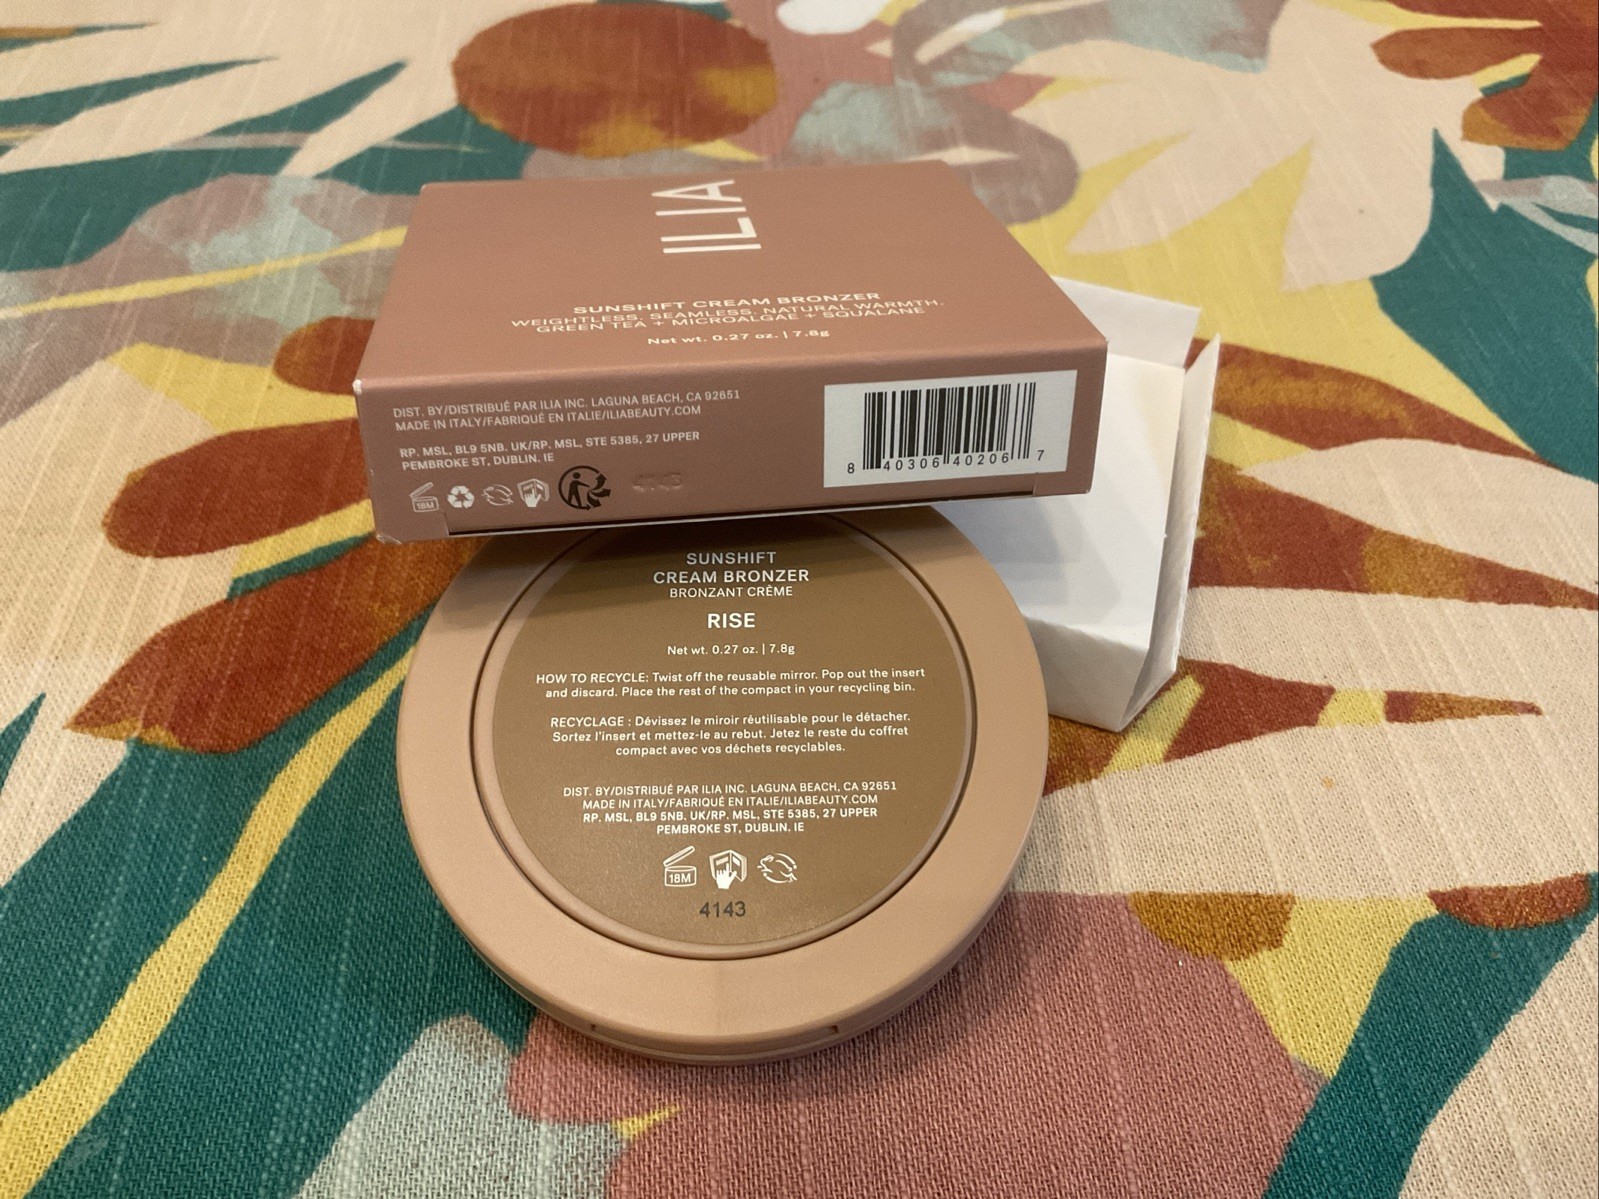 ILIA
SUNSHIFT CREAM BRONZER
WEIGHTLESS. SEAMLESS. NATURAL WARMTH.
GREEN TEA + MICROALGAE + SQUALANE
Net wt. 0.27 oz. | 7.8g
DIST. BY/DISTRIBUÉ PAR ILIA INC. LAGUNA BEACH, CA 92651
MADE IN ITALY/FABRIQUÉ EN ITALIE/ILIABEAUTY.COM
RP. MSL, BL9 5NB. UK/RP. MSL, STE 5385, 27 UPPER
PEMBROKE ST, DUBLIN. IE
18M
8 40306 40206 7
SUNSHIFT
CREAM BRONZER
BRONZANT CRÈME
RISE
Net wt. 0.27 oz. | 7.8g
HOW TO RECYCLE: Twist off the reusable mirror. Pop out the insert
and discard. Place the rest of the compact in your recycling bin.
RECYCLAGE : Dévissez le miroir réutilisable pour le détacher.
Sortez l'insert et mettez-le au rebut. Jetez le reste du coffret
compact avec vos déchets recyclables.
DIST. BY/DISTRIBUÉ PAR ILIA INC. LAGUNA BEACH, CA 92651
MADE IN ITALY/FABRIQUÉ EN ITALIE/ILIABEAUTY.COM
RP. MSL, BL9 5NB. UK/RP. MSL, STE 5385, 27 UPPER
PEMBROKE ST, DUBLIN. IE
18M
4143